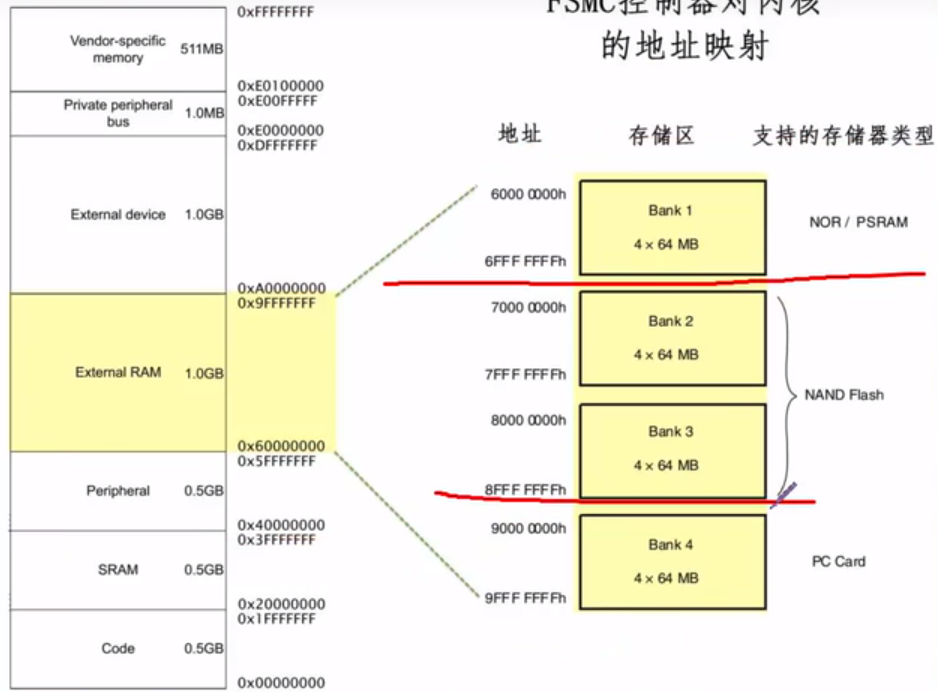 FSMC控制器对内核
的地址映射
0xFFFFFFFF
Vendor-specific
memory
511MB
0xE0100000
0xE00FFFFF
Private peripheral
bus
1.0MB
0xE0000000
0xDFFFFFFF
External device
1.0GB
0xA0000000
0x9FFFFFFF
External RAM
1.0GB
0x60000000
0x5FFFFFFF
Peripheral
0.5GB
0x40000000
0x3FFFFFFF
SRAM
0.5GB
0x20000000
0x1FFFFFFF
Code
0.5GB
0x00000000
地址
存储区
支持的存储器类型
6000 0000h
Bank 1
4 × 64 MB
NOR / PSRAM
6FFF FFFFh
7000 0000h
Bank 2
4 × 64 MB
7FFF FFFFh
NAND Flash
8000 0000h
Bank 3
4 × 64 MB
8FFF FFFFh
9000 0000h
Bank 4
4 × 64 MB
PC Card
9FFF FFFFh